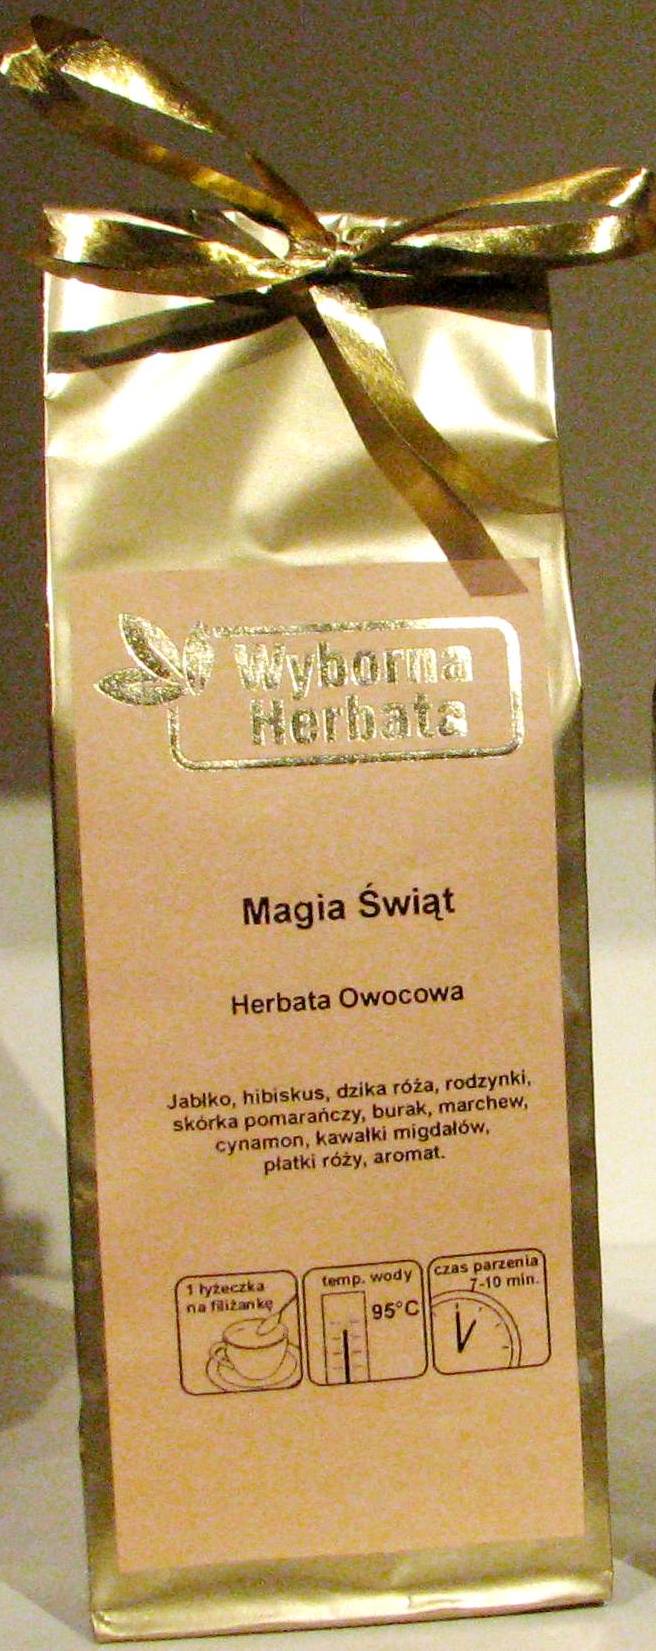 Wyborna
Herbata
Magia Świąt
Herbata Owocowa
Jabłko, hibiskus, dzika róża, rodzynki,
skórka pomarańczy, burak, marchew,
cynamon, kawałki migdałów,
płatki róży, aromat.
1 łyżeczka
na filiżankę
temp. wody
95°C
czas parzenia
7-10 min.